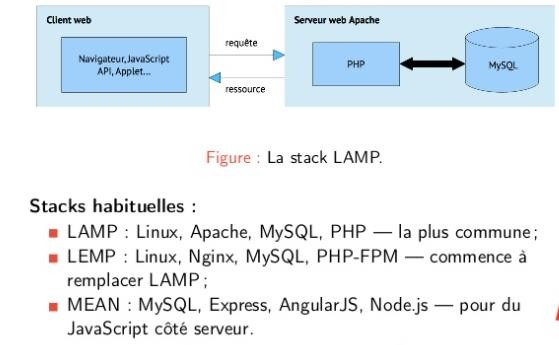 Client web
Serveur web Apache
Navigateur,JavaScript
API, Applet...
requête
ressource
PHP
MySQL
Figure : La stack LAMP.
Stacks habituelles :
LAMP : Linux, Apache, MySQL, PHP — la plus commune ;
LEMP : Linux, Nginx, MySQL, PHP-FPM — commence à
remplacer LAMP ;
MEAN : MySQL, Express, AngularJS, Node.js — pour du
JavaScript côté serveur.